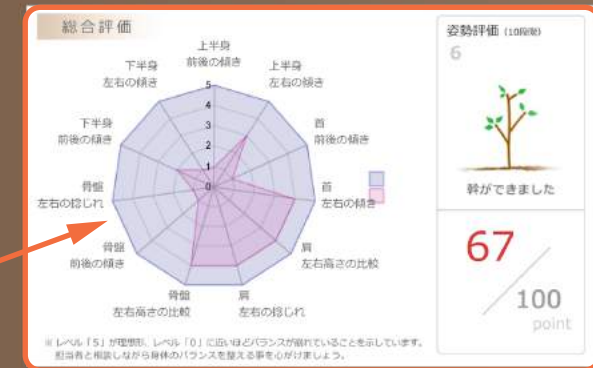 総合評価
上半身
前後の傾き
上半身
左右の傾き
首
前後の傾き
首
左右の傾き
肩
左右高さの比較
肩
左右の捻じれ
骨盤
左右高さの比較
骨盤
前後の傾き
骨盤
左右の捻じれ
下半身
前後の傾き
下半身
左右の傾き
5
4
3
2
1
0
※ レベル「5」が理想形、レベル「0」に近いほどバランスが崩れていることを示しています。
担当者と相談しながら身体のバランスを整える事を心がけましょう。
姿勢評価 (10段階)
6
幹ができました
67
100
point